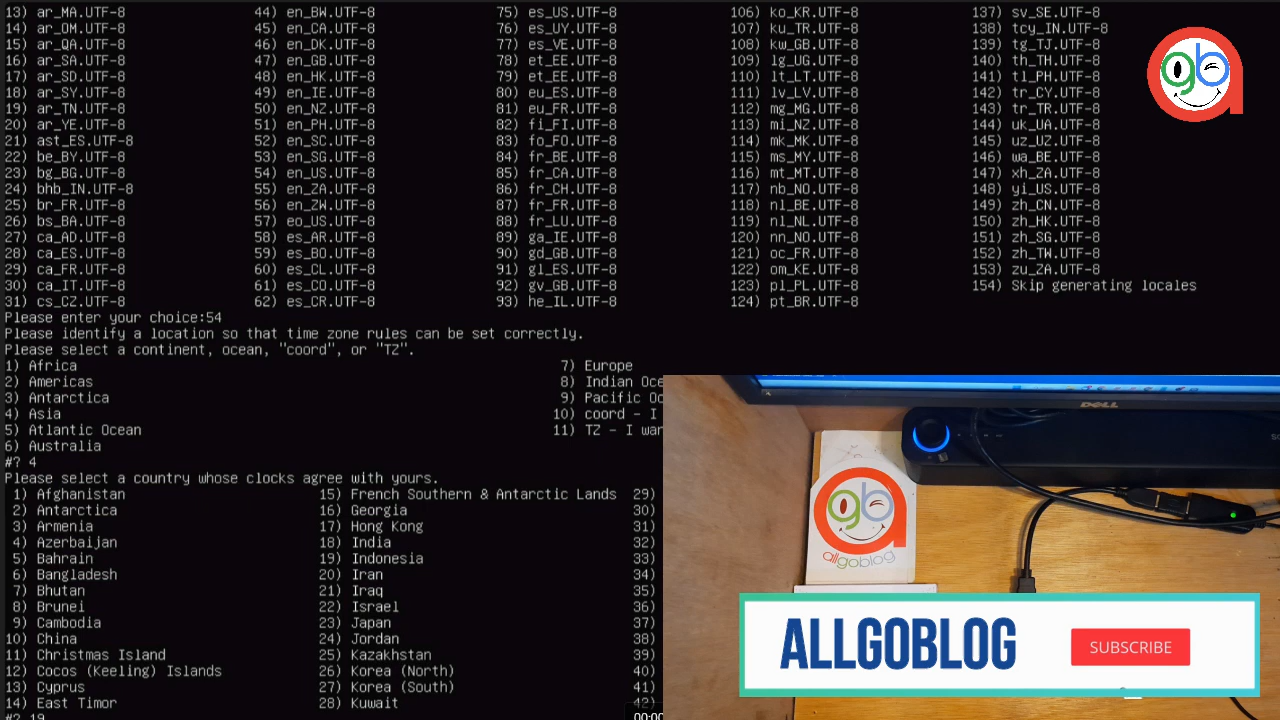 13) ar_MA.UTF-8 44) en_BW.UTF-8 75) es_US.UTF-8 106) ko_KR.UTF-8 137) sv_SE.UTF-8
14) ar_OM.UTF-8 45) en_CA.UTF-8 76) es_UY.UTF-8 107) ku_TR.UTF-8 138) tcy_IN.UTF-8
15) ar_QA.UTF-8 46) en_DK.UTF-8 77) es_VE.UTF-8 108) kw_GB.UTF-8 139) tg_TJ.UTF-8
16) ar_SA.UTF-8 47) en_GB.UTF-8 78) et_EE.UTF-8 109) lg_UG.UTF-8 140) th_TH.UTF-8
17) ar_SD.UTF-8 48) en_HK.UTF-8 79) et_EE.UTF-8 110) lt_LT.UTF-8 141) tl_PH.UTF-8
18) ar_SY.UTF-8 49) en_IE.UTF-8 80) eu_ES.UTF-8 111) lv_LV.UTF-8 142) tr_CY.UTF-8
19) ar_TN.UTF-8 50) en_NZ.UTF-8 81) eu_FR.UTF-8 112) mg_MG.UTF-8 143) tr_TR.UTF-8
20) ar_YE.UTF-8 51) en_PH.UTF-8 82) fi_FI.UTF-8 113) mi_NZ.UTF-8 144) uk_UA.UTF-8
21) ast_ES.UTF-8 52) en_SC.UTF-8 83) fo_FO.UTF-8 114) mk_MK.UTF-8 145) uz_UZ.UTF-8
22) be_BY.UTF-8 53) en_SG.UTF-8 84) fr_BE.UTF-8 115) ms_MY.UTF-8 146) wa_BE.UTF-8
23) bg_BG.UTF-8 54) en_US.UTF-8 85) fr_CA.UTF-8 116) mt_MT.UTF-8 147) xh_ZA.UTF-8
24) bhb_IN.UTF-8 55) en_ZA.UTF-8 86) fr_CH.UTF-8 117) nb_NO.UTF-8 148) yi_US.UTF-8
25) br_FR.UTF-8 56) en_ZW.UTF-8 87) fr_FR.UTF-8 118) nl_BE.UTF-8 149) zh_CN.UTF-8
26) bs_BA.UTF-8 57) eo_US.UTF-8 88) fr_LU.UTF-8 119) nl_NL.UTF-8 150) zh_HK.UTF-8
27) ca_AD.UTF-8 58) es_AR.UTF-8 89) ga_IE.UTF-8 120) nn_NO.UTF-8 151) zh_SG.UTF-8
28) ca_ES.UTF-8 59) es_BO.UTF-8 90) gd_GB.UTF-8 121) oc_FR.UTF-8 152) zh_TW.UTF-8
29) ca_FR.UTF-8 60) es_CL.UTF-8 91) gl_ES.UTF-8 122) om_KE.UTF-8 153) zu_ZA.UTF-8
30) ca_IT.UTF-8 61) es_CO.UTF-8 92) gv_GB.UTF-8 123) pl_PL.UTF-8 154) Skip generating locales
31) cs_CZ.UTF-8 62) es_CR.UTF-8 93) he_IL.UTF-8 124) pt_BR.UTF-8
Please enter your choice:54
Please identify a location so that time zone rules can be set correctly.
Please select a continent, ocean, "coord", or "TZ".
1) Africa 7) Europe
2) Americas 8) Indian Oce
3) Antarctica 9) Pacific Oc
4) Asia 10) coord - I
5) Atlantic Ocean 11) TZ - I wan
6) Australia
#? 4
Please select a country whose clocks agree with yours.
1) Afghanistan 15) French Southern & Antarctic Lands 29)
2) Antarctica 16) Georgia 30)
3) Armenia 17) Hong Kong 31)
4) Azerbaijan 18) India 32)
5) Bahrain 19) Indonesia 33)
6) Bangladesh 20) Iran 34)
7) Bhutan 21) Iraq 35)
8) Brunei 22) Israel 36)
9) Cambodia 23) Japan 37)
10) China 24) Jordan 38)
11) Christmas Island 25) Kazakhstan 39)
12) Cocos (Keeling) Islands 26) Korea (North) 40)
13) Cyprus 27) Korea (South) 41)
14) East Timor 28) Kuwait 42)
#? 19
00:00
gb
DELL
gb
allgoblog
ALLGOBLOG
SUBSCRIBE